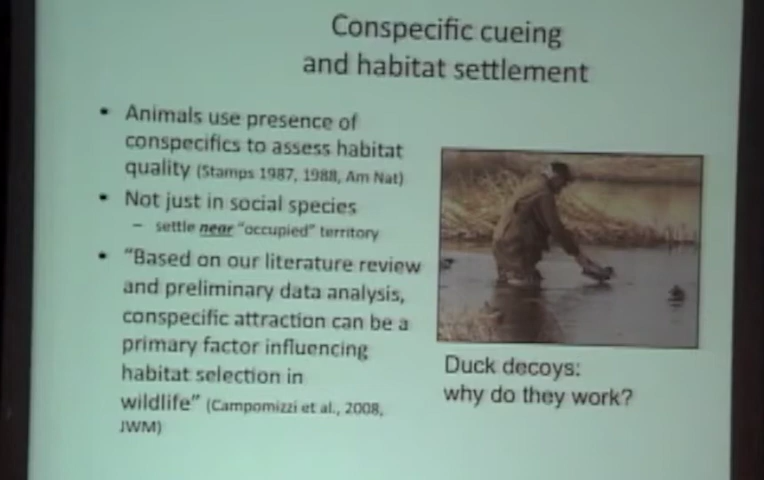 Conspecific cueing
and habitat settlement
• Animals use presence of
conspecifics to assess habitat
quality (Stamps 1987, 1988, Am Nat)
• Not just in social species
– settle near "occupied" territory
• "Based on our literature review
and preliminary data analysis,
conspecific attraction can be a
primary factor influencing
habitat selection in
wildlife" (Campomizzi et al., 2008,
JWM)
Duck decoys:
why do they work?